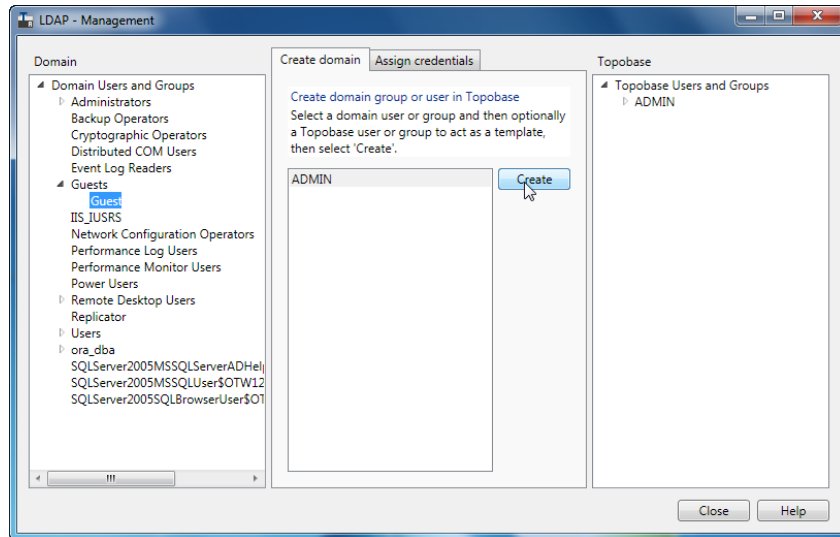 LDAP - Management
Domain
Domain Users and Groups
Administrators
Backup Operators
Cryptographic Operators
Distributed COM Users
Event Log Readers
Guests
Guest
IIS_IUSRS
Network Configuration Operators
Performance Log Users
Performance Monitor Users
Power Users
Remote Desktop Users
Replicator
Users
ora_dba
SQLServer2005MSSQLServerADHel
SQLServer2005MSSQLUser$OTW12
SQLServer2005SQLBrowserUser$OT
Create domain
Assign credentials
Create domain group or user in Topobase
Select a domain user or group and then optionally
a Topobase user or group to act as a template,
then select 'Create'.
ADMIN
Create
Topobase
Topobase Users and Groups
ADMIN
Close
Help